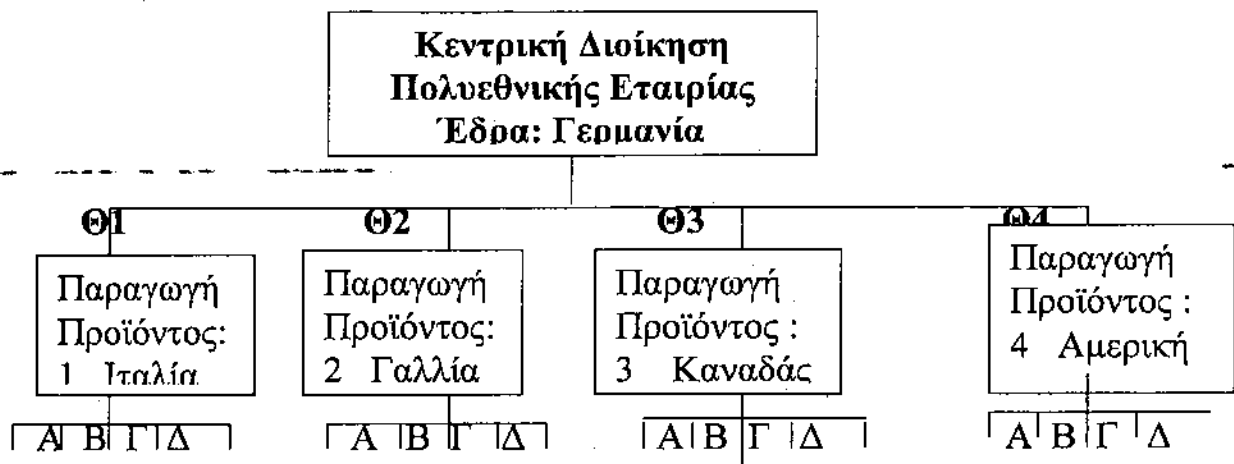 Κεντρική Διοίκηση
Πολυεθνικής Εταιρίας
Έδρα: Γερμανία
Θ1 Θ2 Θ3 Θ4
Παραγωγή
Προϊόντος:
1 Ιταλία
Παραγωγή
Προϊόντος:
2 Γαλλία
Παραγωγή
Προϊόντος :
3 Καναδάς
Παραγωγή
Προϊόντος :
4 Αμερική
Α Β Γ Δ
Α Β Γ Δ
Α Β Γ Δ
Α Β Γ Δ